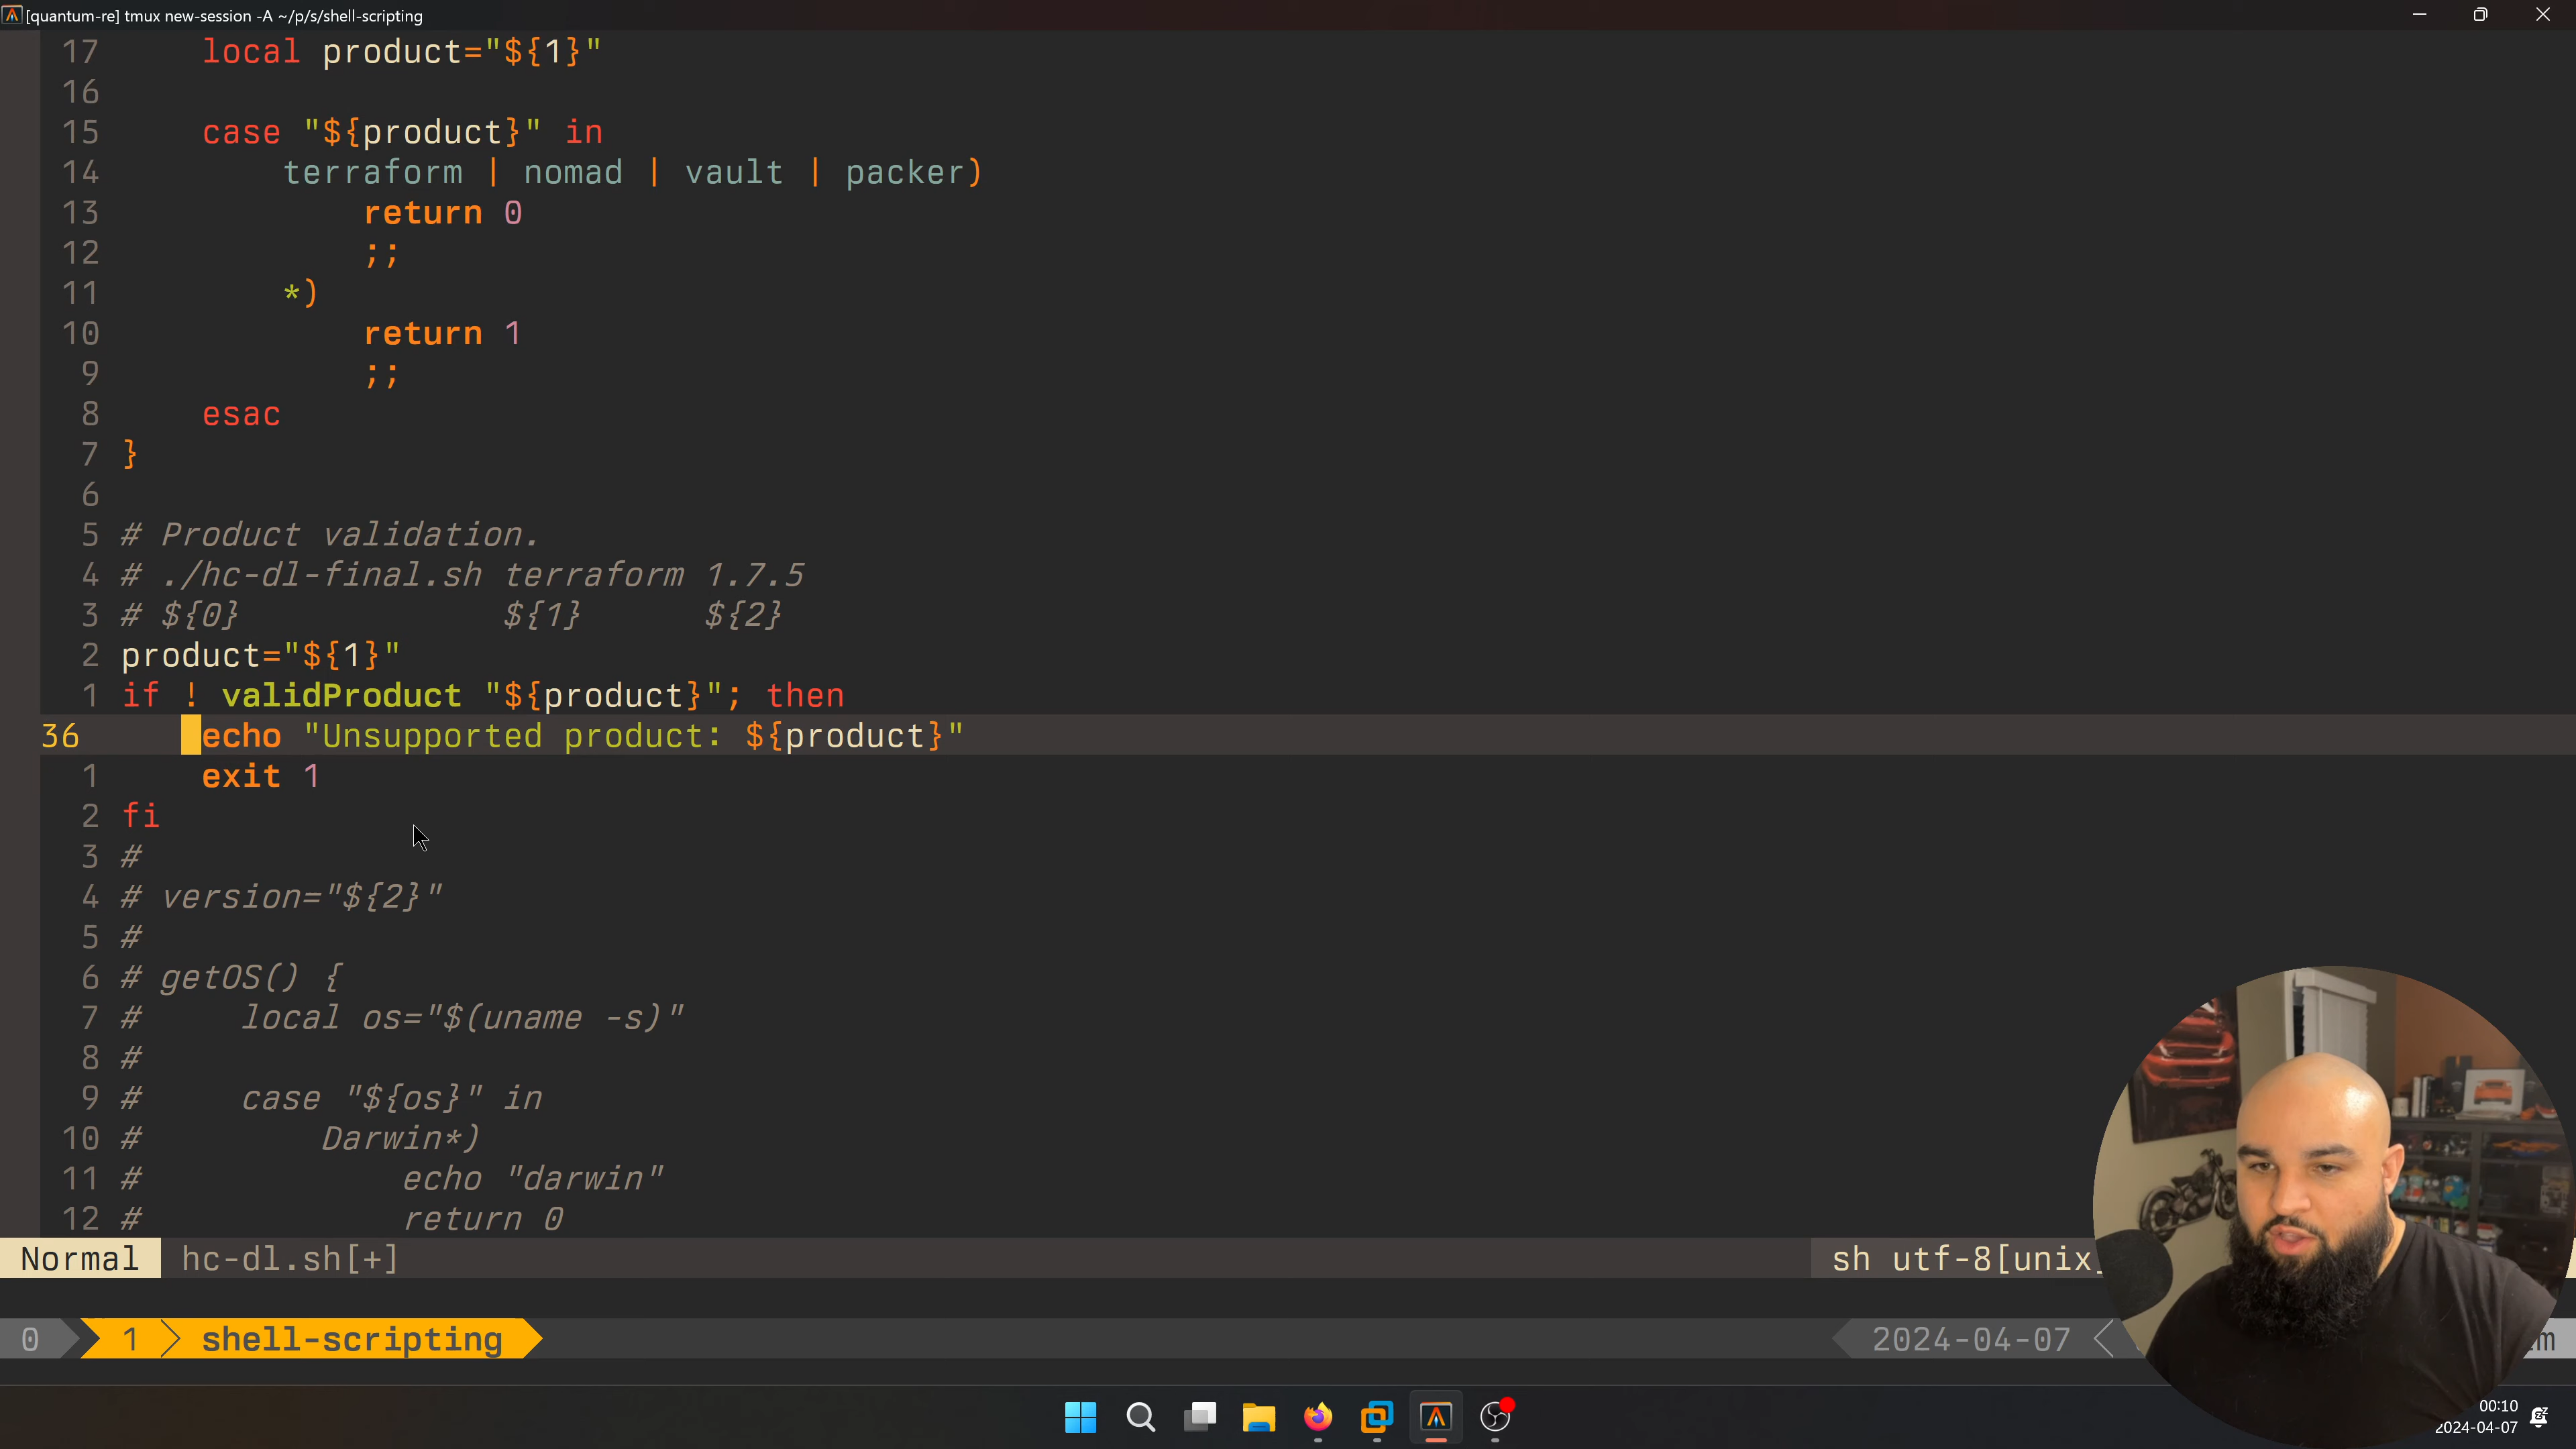 [quantum-re] tmux new-session -A ~/p/s/shell-scripting
17 local product="${1}"
16
15 case "${product}" in
14 terraform | nomad | vault | packer)
13 return 0
12 ;;
11 *)
10 return 1
9 ;;
8 esac
7 }
6
5 # Product validation.
4 # ./hc-dl-final.sh terraform 1.7.5
3 # ${0} ${1} ${2}
2 product="${1}"
1 if ! validProduct "${product}"; then
36 echo "Unsupported product: ${product}"
1 exit 1
2 fi
3 #
4 # version="${2}"
5 #
6 # getOS() {
7 # local os="$(uname -s)"
8 #
9 # case "${os}" in
10 # Darwin*)
11 # echo "darwin"
12 # return 0
Normal hc-dl.sh[+] sh utf-8[unix
0 1 shell-scripting 2024-04-07
00:10
2024-04-07